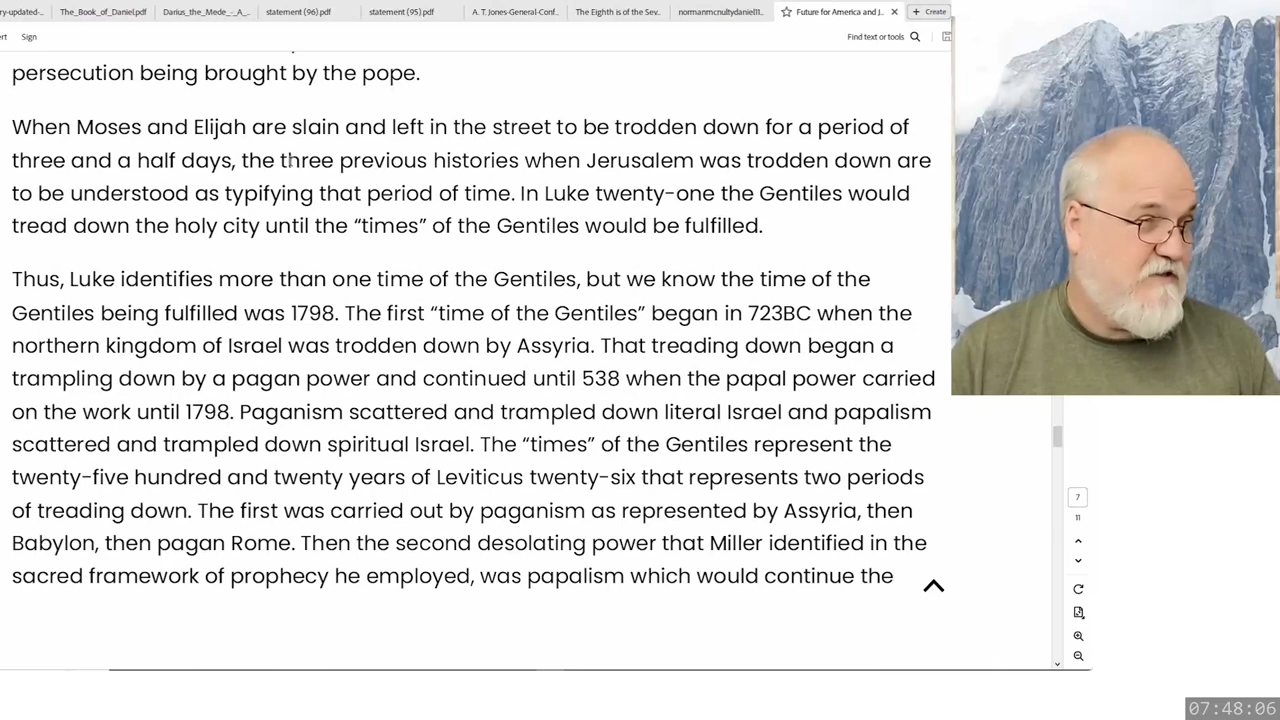 ry-updated-..
The_Book_of_Daniel.pdf
Darius_the_Mede_-_A_..
statement (96).pdf
statement (95).pdf
A. T. Jones-General-Conf...
The Eighth is of the Sev...
normanmcnultydaniel11...
Future for America and J...
Create
Sign
Find text or tools
persecution being brought by the pope.
When Moses and Elijah are slain and left in the street to be trodden down for a period of
three and a half days, the three previous histories when Jerusalem was trodden down are
to be understood as typifying that period of time. In Luke twenty-one the Gentiles would
tread down the holy city until the “times” of the Gentiles would be fulfilled.
Thus, Luke identifies more than one time of the Gentiles, but we know the time of the
Gentiles being fulfilled was 1798. The first “time of the Gentiles” began in 723BC when the
northern kingdom of Israel was trodden down by Assyria. That treading down began a
trampling down by a pagan power and continued until 538 when the papal power carried
on the work until 1798. Paganism scattered and trampled down literal Israel and papalism
scattered and trampled down spiritual Israel. The “times” of the Gentiles represent the
twenty-five hundred and twenty years of Leviticus twenty-six that represents two periods
of treading down. The first was carried out by paganism as represented by Assyria, then
Babylon, then pagan Rome. Then the second desolating power that Miller identified in the
sacred framework of prophecy he employed, was papalism which would continue the
7
11
07:48:06